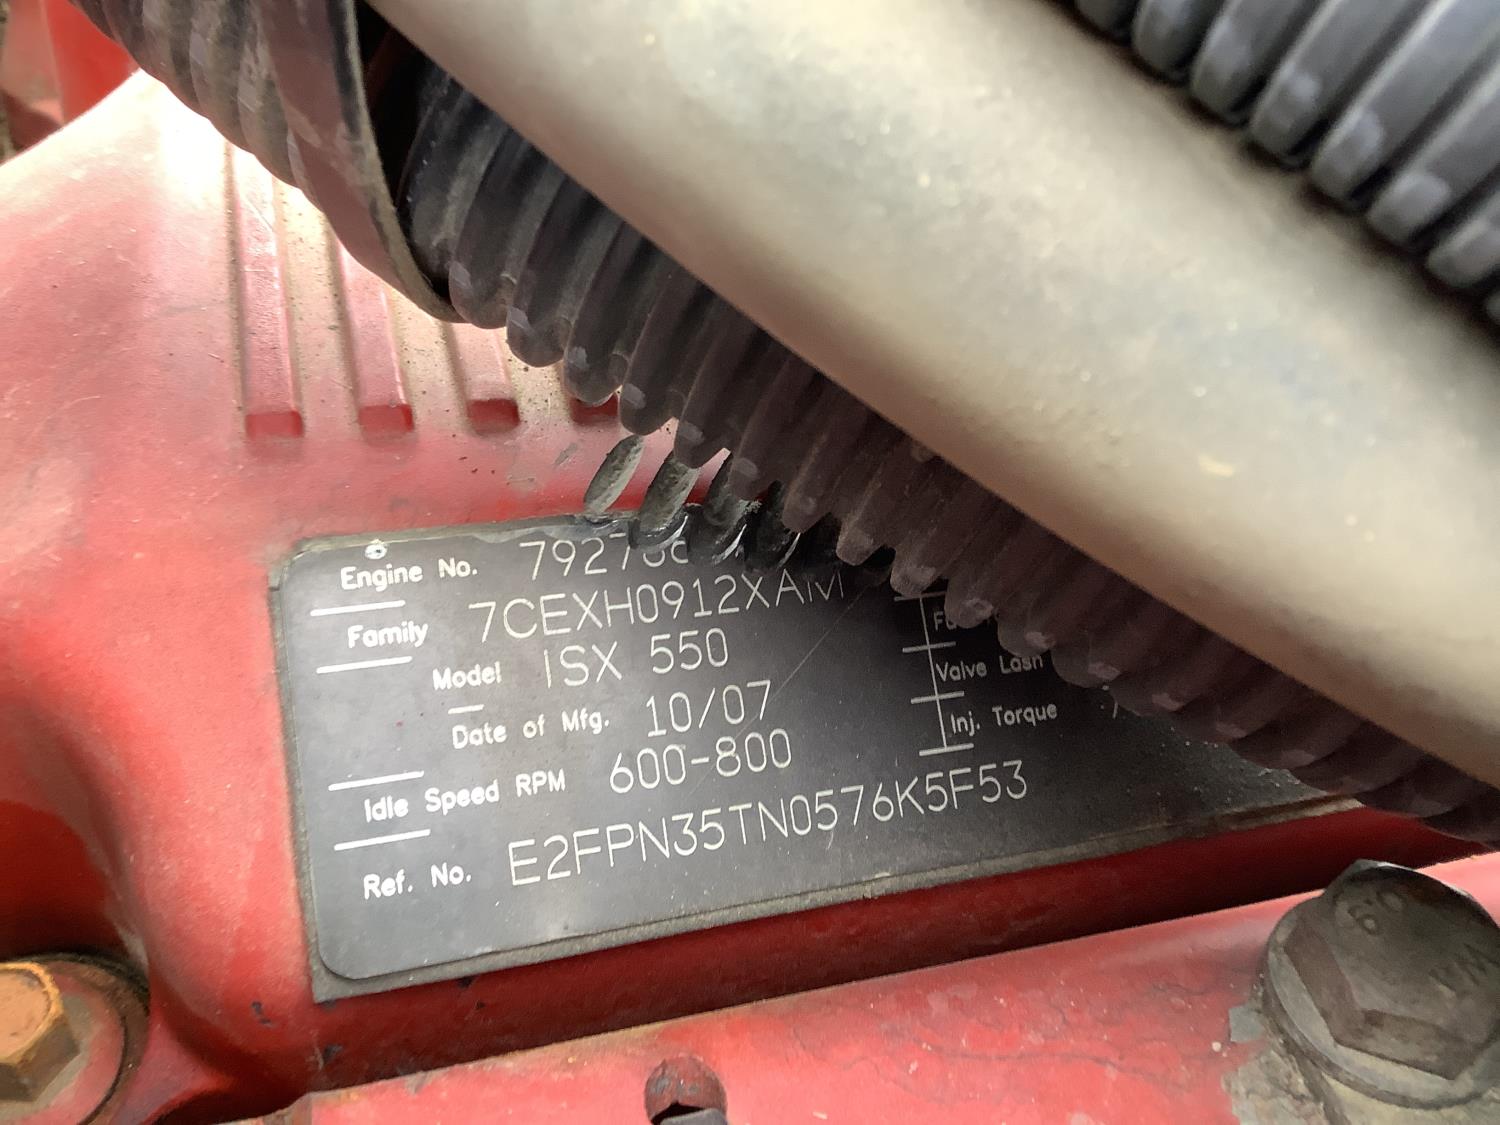 Engine No. 7927
Family 7CEXH0912XAM
Model ISX 550
Date of Mfg. 10/07
Idle Speed RPM 600-800
Ref. No. E2FPN35TN0576K5F53
Valve Lash
Inj. Torque